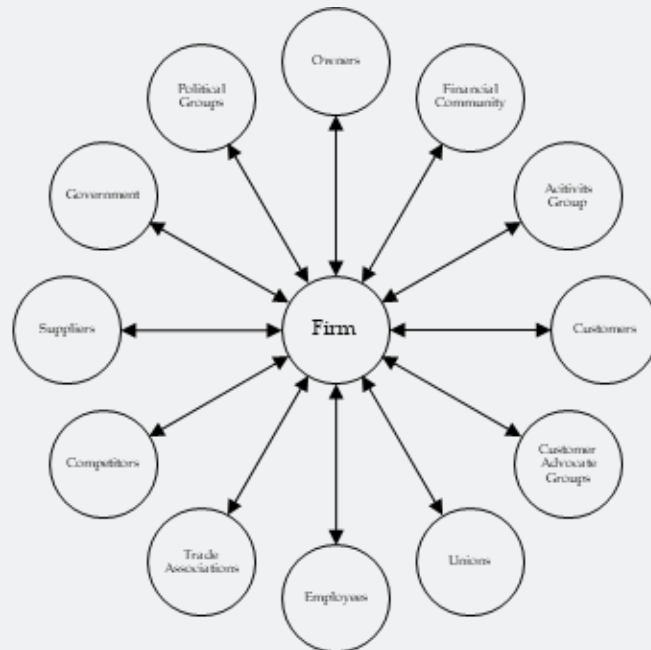 Owners
Political
Groups
Financial
Community
Government
Acitivits
Group
Suppliers
Firm
Customers
Competitors
Customer
Advocate
Groups
Trade
Associations
Unions
Employees